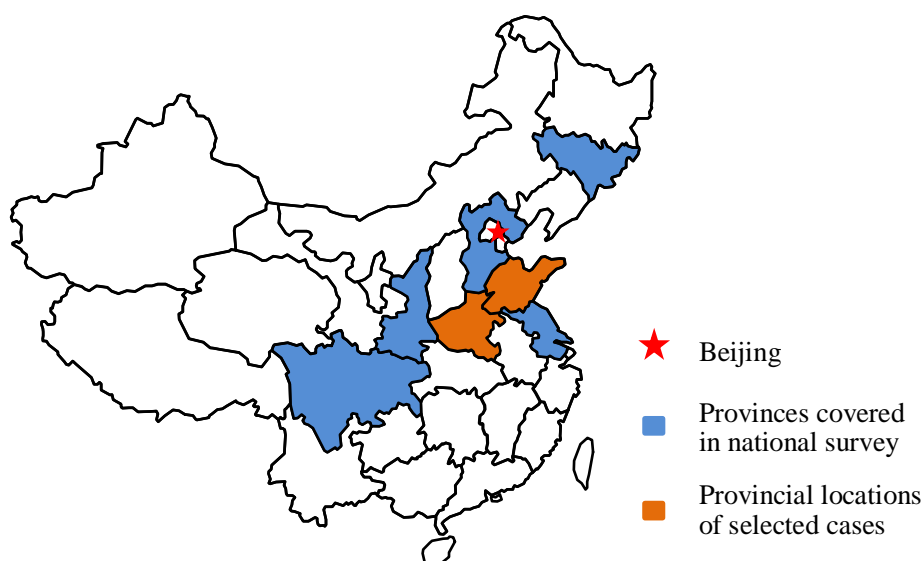 Beijing
Provinces covered
in national survey
Provincial locations
of selected cases